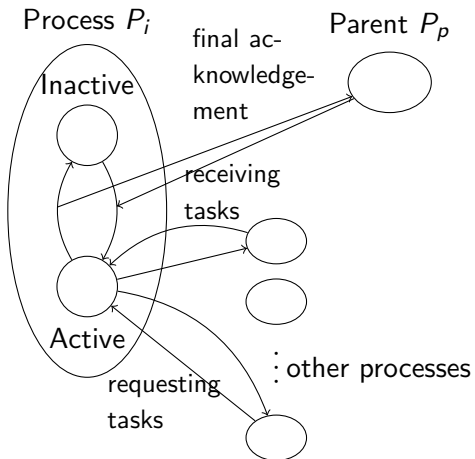 Process P_i
Parent P_p
final ac-
knowledge-
ment
Inactive
receiving
tasks
Active
⋮ other processes
requesting
tasks